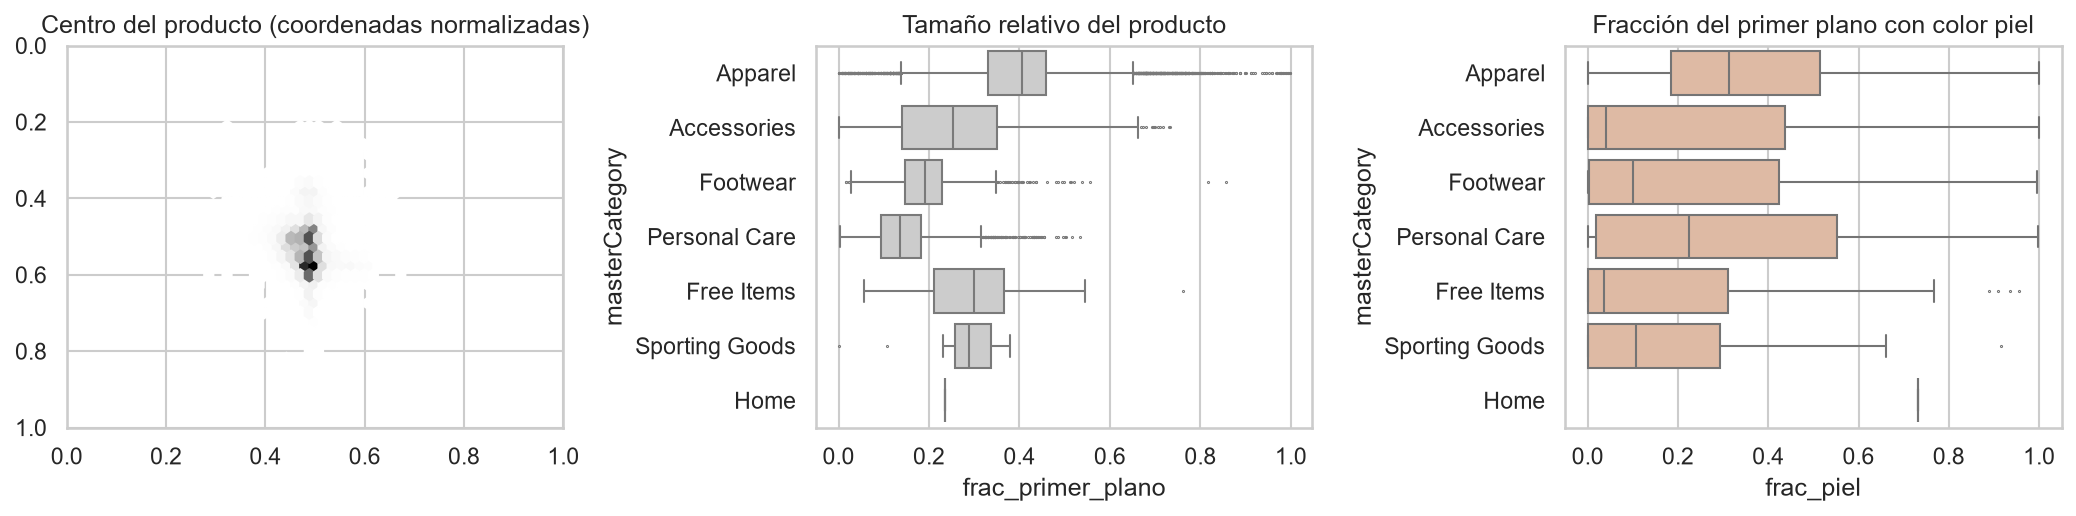 Centro del producto (coordenadas normalizadas)
0.0
0.2
0.4
0.6
0.8
1.0
0.0 0.2 0.4 0.6 0.8 1.0
Tamaño relativo del producto
masterCategory
Apparel
Accessories
Footwear
Personal Care
Free Items
Sporting Goods
Home
0.0 0.2 0.4 0.6 0.8 1.0
frac_primer_plano
Fracción del primer plano con color piel
masterCategory
Apparel
Accessories
Footwear
Personal Care
Free Items
Sporting Goods
Home
0.0 0.2 0.4 0.6 0.8 1.0
frac_piel